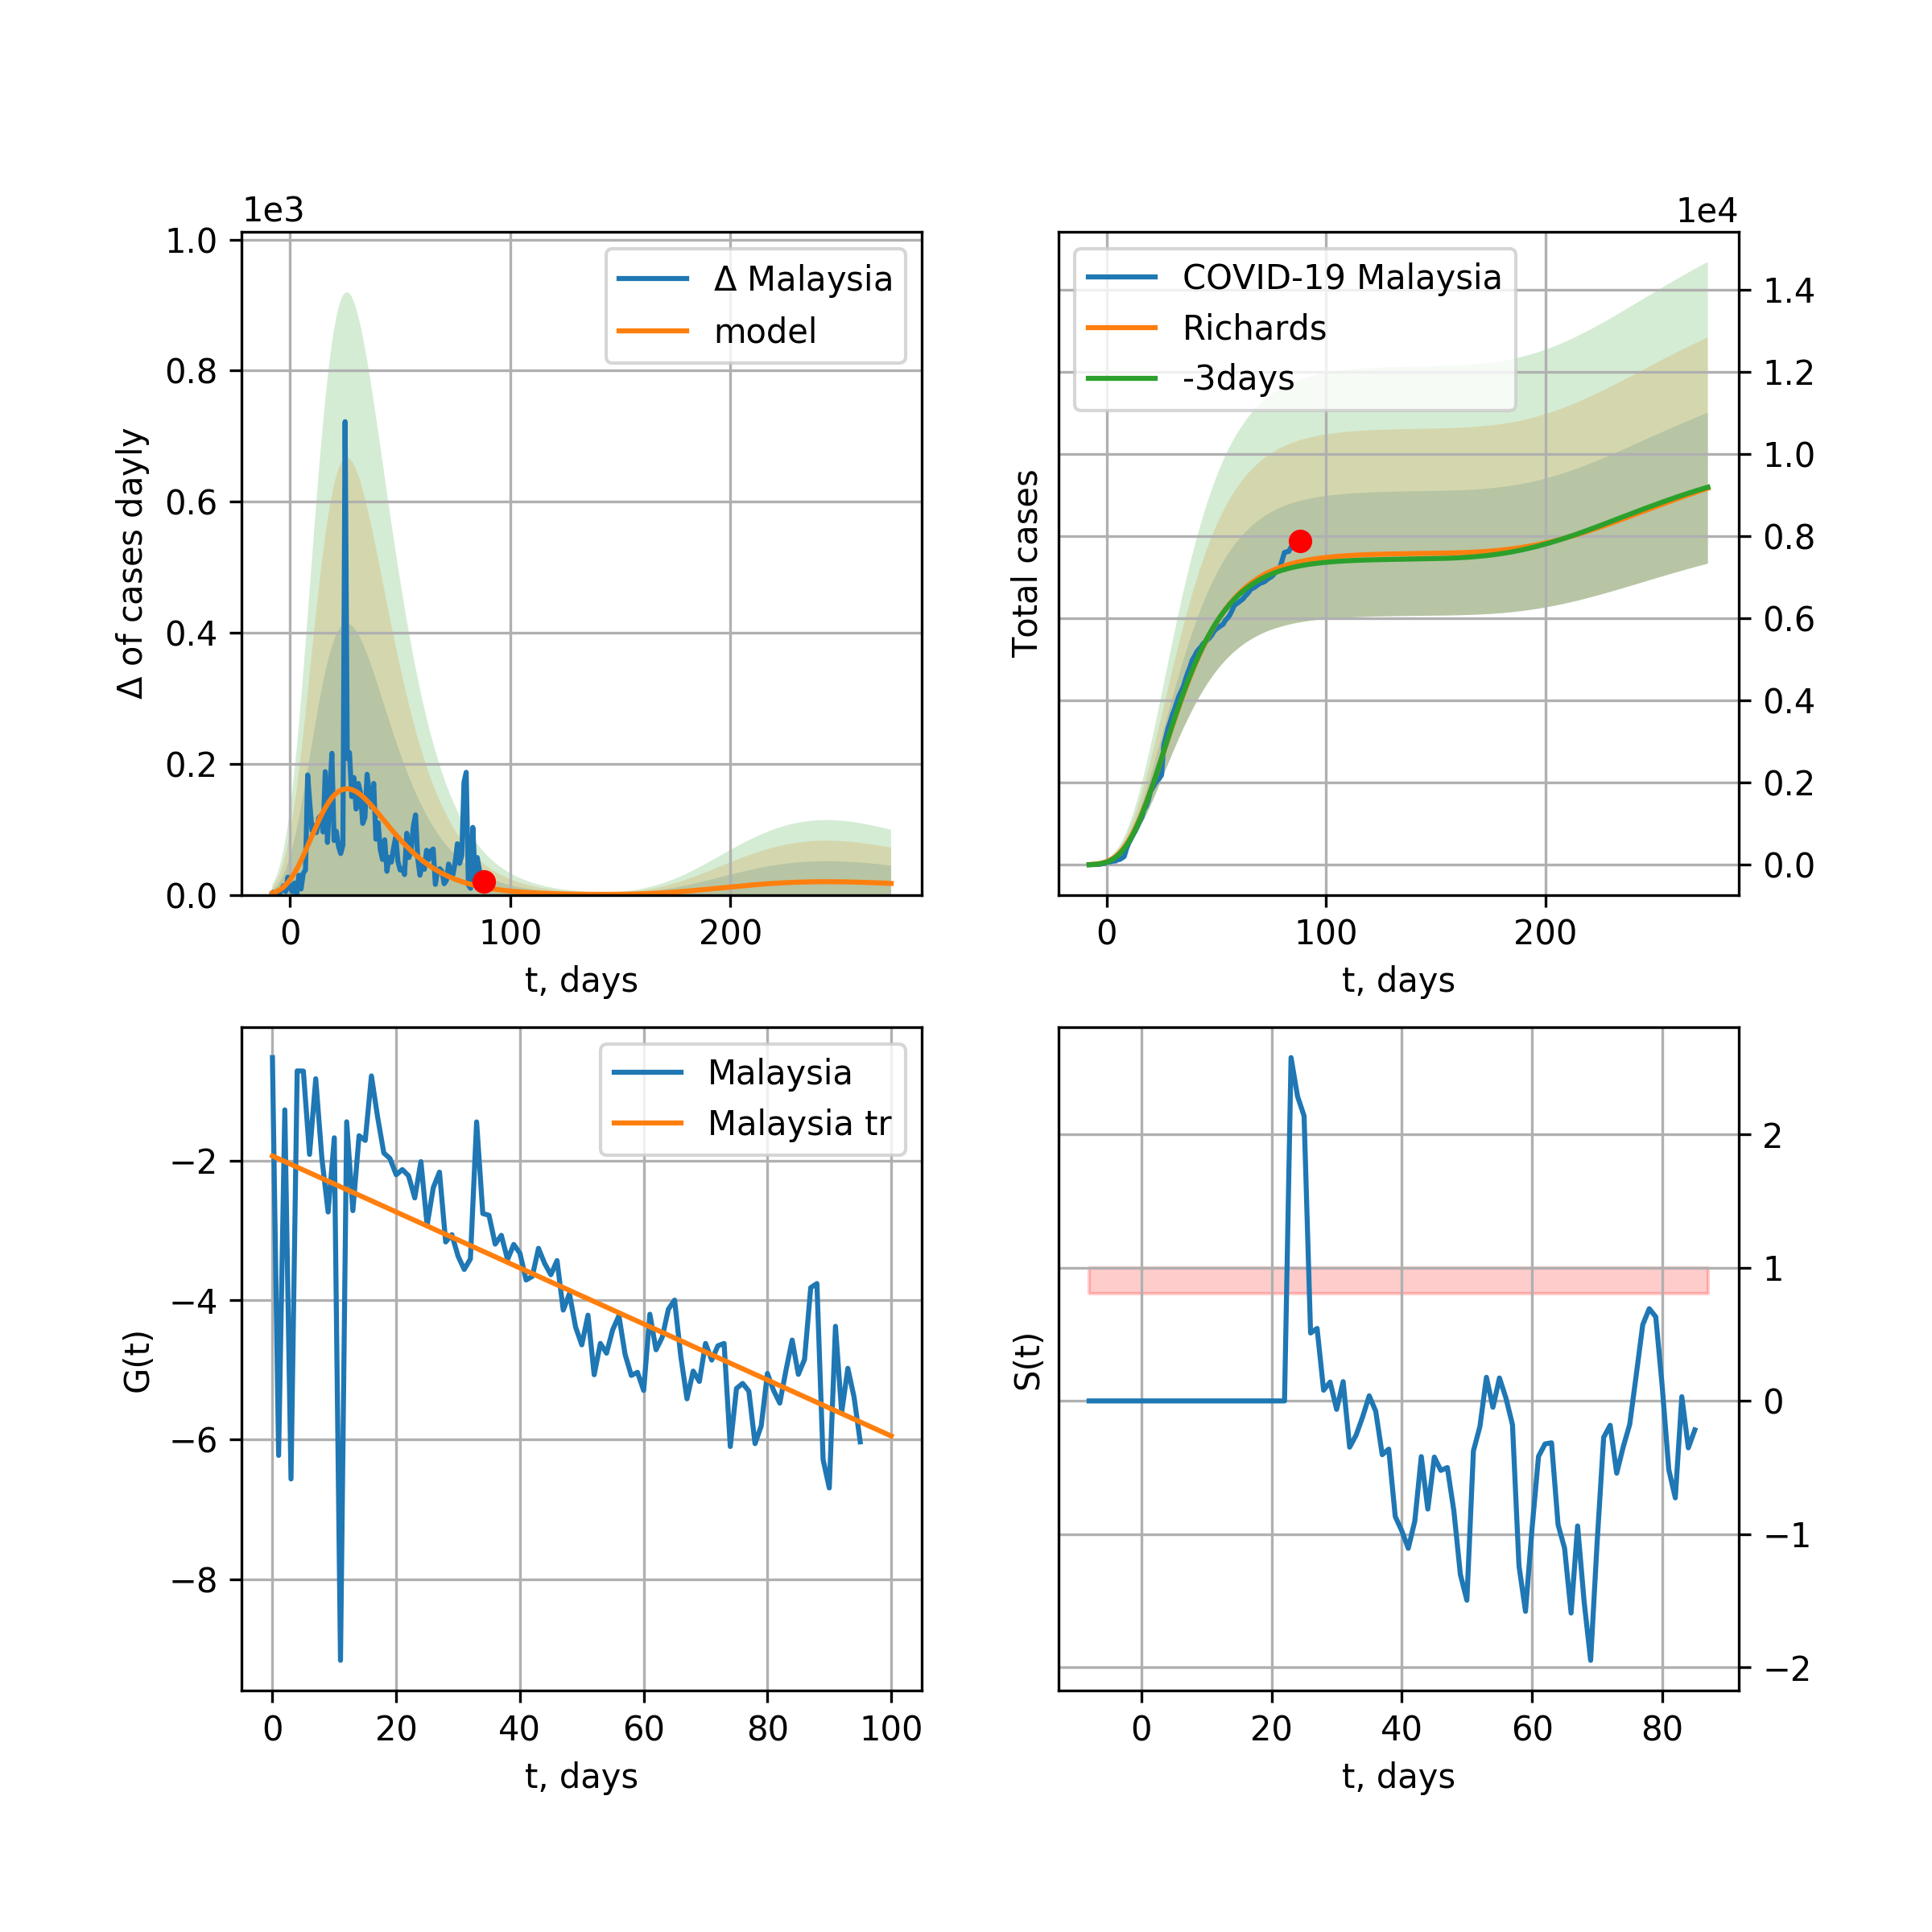 1e3
1.0
0.8
0.6
0.4
0.2
0.0
Δ of cases dayly
Δ Malaysia
model
0 100 200
t, days
1e4
COVID-19 Malaysia
Richards
-3days
Total cases
1.4
1.2
1.0
0.8
0.6
0.4
0.2
0.0
0 100 200
t, days
Malaysia
Malaysia tr
G(t)
−2
−4
−6
−8
0 20 40 60 80 100
t, days
S(t)
2
1
0
−1
−2
0 20 40 60 80
t, days